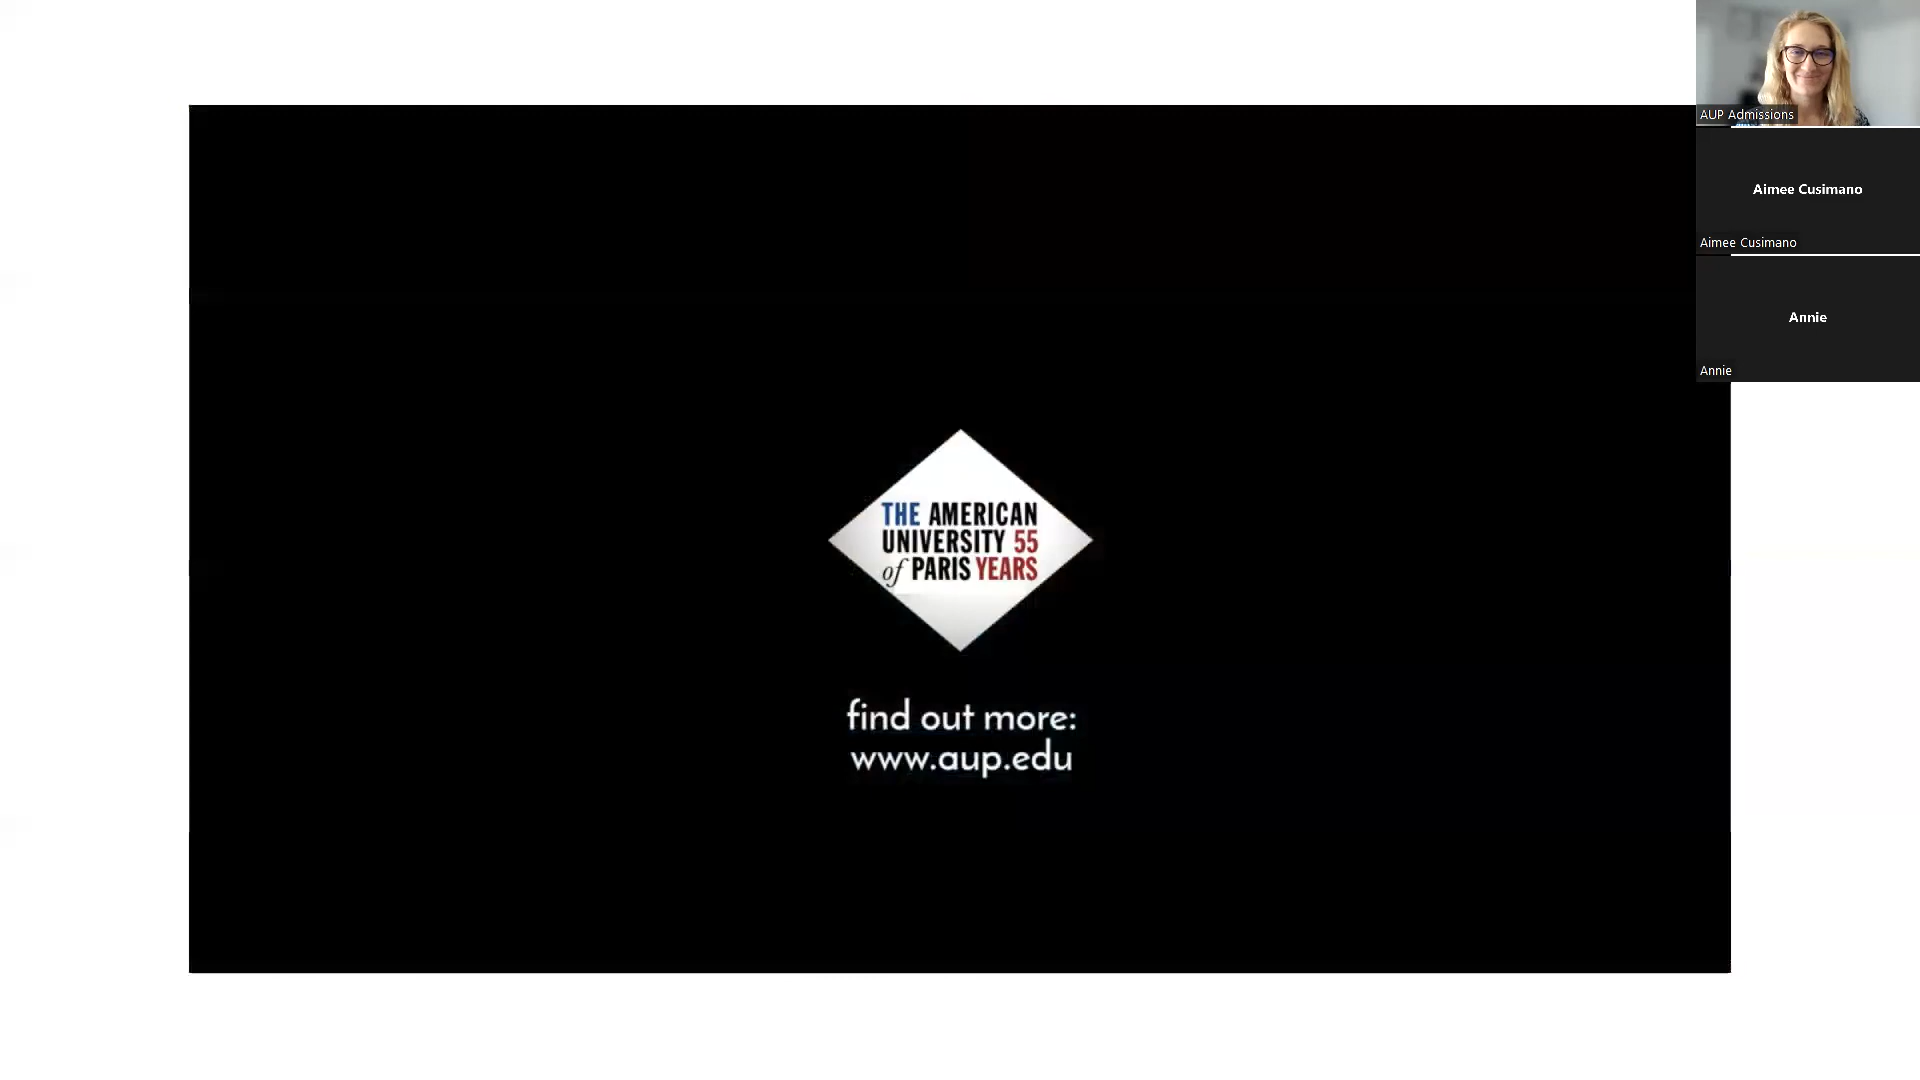 THE AMERICAN
UNIVERSITY 55
of PARIS YEARS
find out more:
www.aup.edu
AUP Admissions
Aimee Cusimano
Aimee Cusimano
Annie
Annie